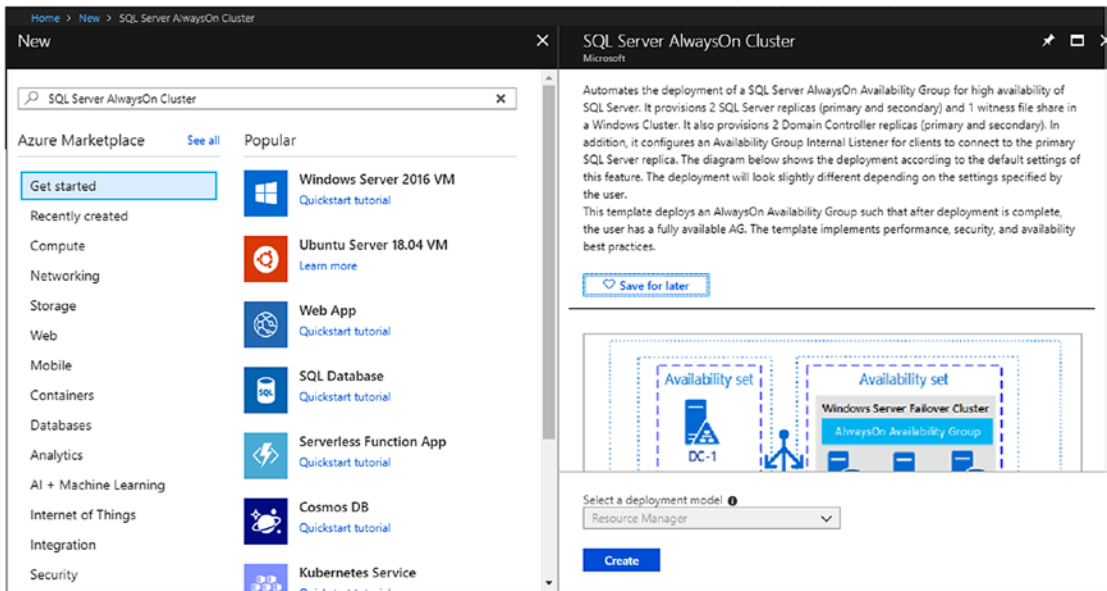 Home > New > SQL Server AlwaysOn Cluster
New
SQL Server AlwaysOn Cluster
Azure Marketplace
See all
Popular
Get started
Recently created
Compute
Networking
Storage
Web
Mobile
Containers
Databases
Analytics
AI + Machine Learning
Internet of Things
Integration
Security
Windows Server 2016 VM
Quickstart tutorial
Ubuntu Server 18.04 VM
Learn more
Web App
Quickstart tutorial
SQL Database
Quickstart tutorial
Serverless Function App
Quickstart tutorial
Cosmos DB
Quickstart tutorial
Kubernetes Service
SQL
SQL Server AlwaysOn Cluster
Microsoft
Automates the deployment of a SQL Server AlwaysOn Availability Group for high availability of
SQL Server. It provisions 2 SQL Server replicas (primary and secondary) and 1 witness file share in
a Windows Cluster. It also provisions 2 Domain Controller replicas (primary and secondary). In
addition, it configures an Availability Group Internal Listener for clients to connect to the primary
SQL Server replica. The diagram below shows the deployment according to the default settings of
this feature. The deployment will look slightly different depending on the settings specified by
the user.
This template deploys an AlwaysOn Availability Group such that after deployment is complete,
the user has a fully available AG. The template implements performance, security, and availability
best practices.
Save for later
Availability set
DC-1
Availability set
Windows Server Failover Cluster
AlwaysOn Availability Group
Select a deployment model
Resource Manager
Create